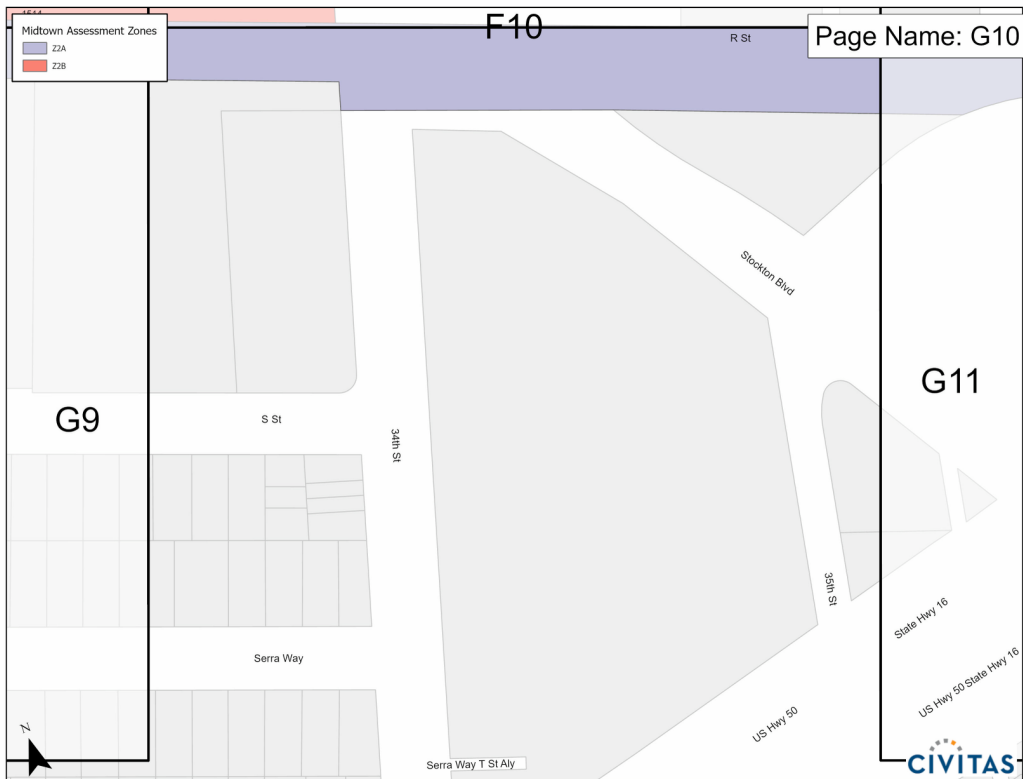 F10
Midtown Assessment Zones
Z2A
Z2B
R St
Page Name: G10
Stockton Blvd
G11
G9
S St
34th St
35th St
State Hwy 16
Serra Way
US Hwy 50 State Hwy 16
US Hwy 50
N
Serra Way T St Aly
CIVITAS